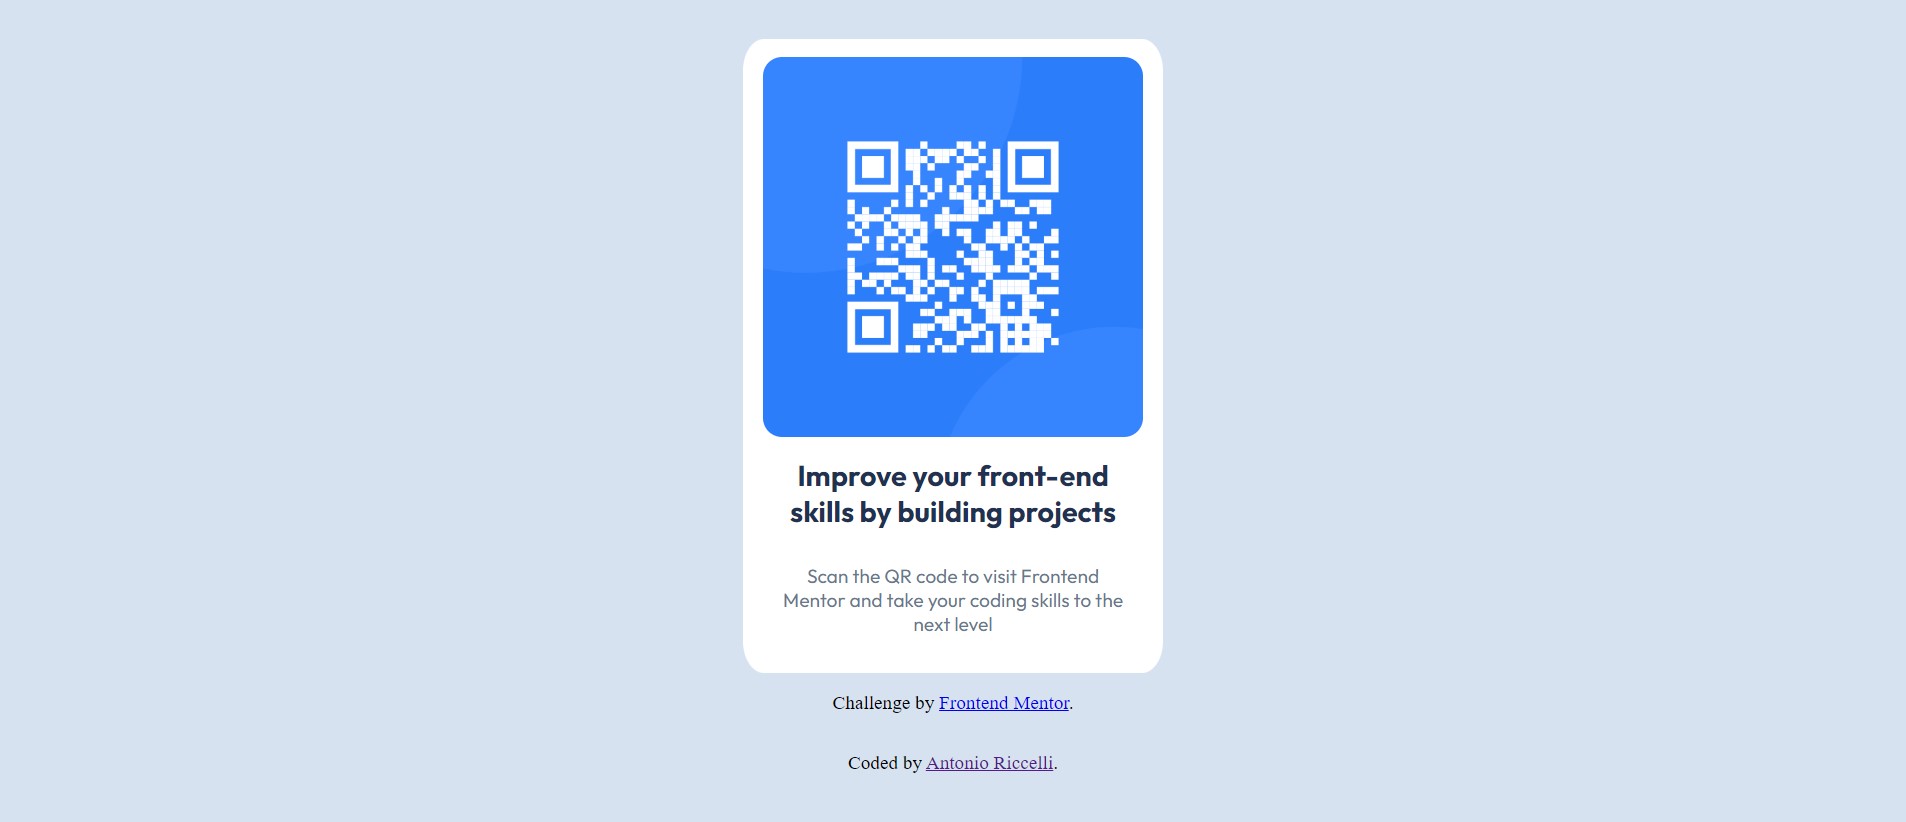 Improve your front-end
skills by building projects
Scan the QR code to visit Frontend
Mentor and take your coding skills to the
next level
Challenge by Frontend Mentor.
Coded by Antonio Riccelli.